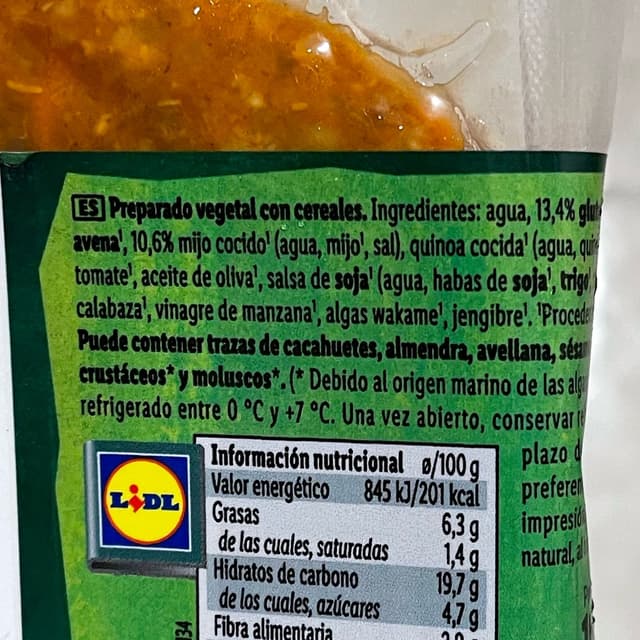 ES Preparado vegetal con cereales. Ingredientes: agua, 13,4%
avena¹, 10,6% mijo cocido¹ (agua, mijo¹, sal), quinoa cocida¹ (agua,
tomate¹, aceite de oliva¹, salsa de soja¹ (agua, habas de soja¹, trigo
calabaza¹, vinagre de manzana¹, algas wakame¹, jengibre¹. ¹Proceden
Puede contener trazas de cacahuetes, almendra, avellana,
crustáceos* y moluscos*. (* Debido al origen marino de las
refrigerado entre 0 °C y +7 °C. Una vez abierto, conservar
plazo
LIDL
Información nutricional ø/100 g
Valor energético 845 kJ/201 kcal
Grasas 6,3 g
de las cuales, saturadas 1,4 g
Hidratos de carbono 19,7 g
de los cuales, azúcares 4,7 g
Fibra alimentaria
natural,